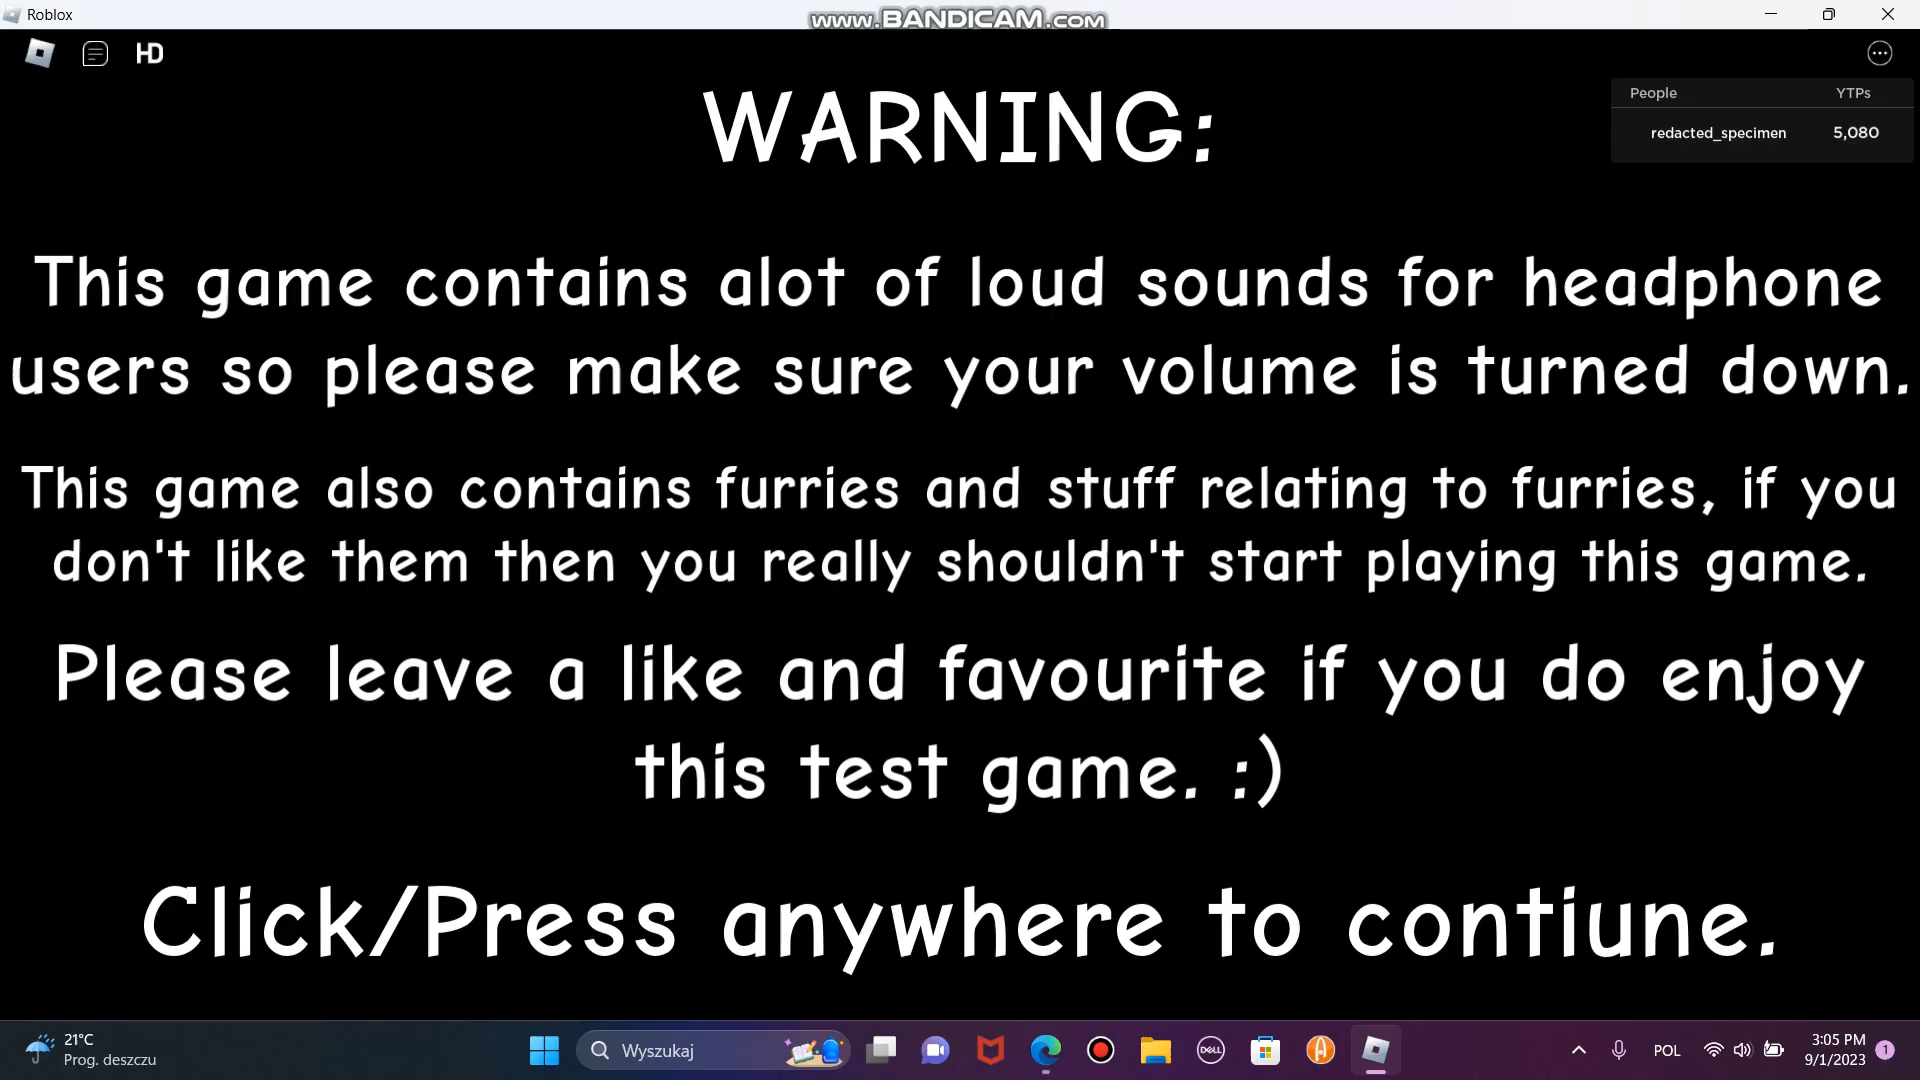 Roblox
www.BANDICAM.com
HD
People YTPs
redacted_specimen 5,080
WARNING:
This game contains alot of loud sounds for headphone
users so please make sure your volume is turned down.
This game also contains furries and stuff relating to furries, if you
don't like them then you really shouldn't start playing this game.
Please leave a like and favourite if you do enjoy
this test game. :)
Click/Press anywhere to contiune.
21°C
Prog. deszczu
Wyszukaj
DELL
POL
3:05 PM
9/1/2023
1